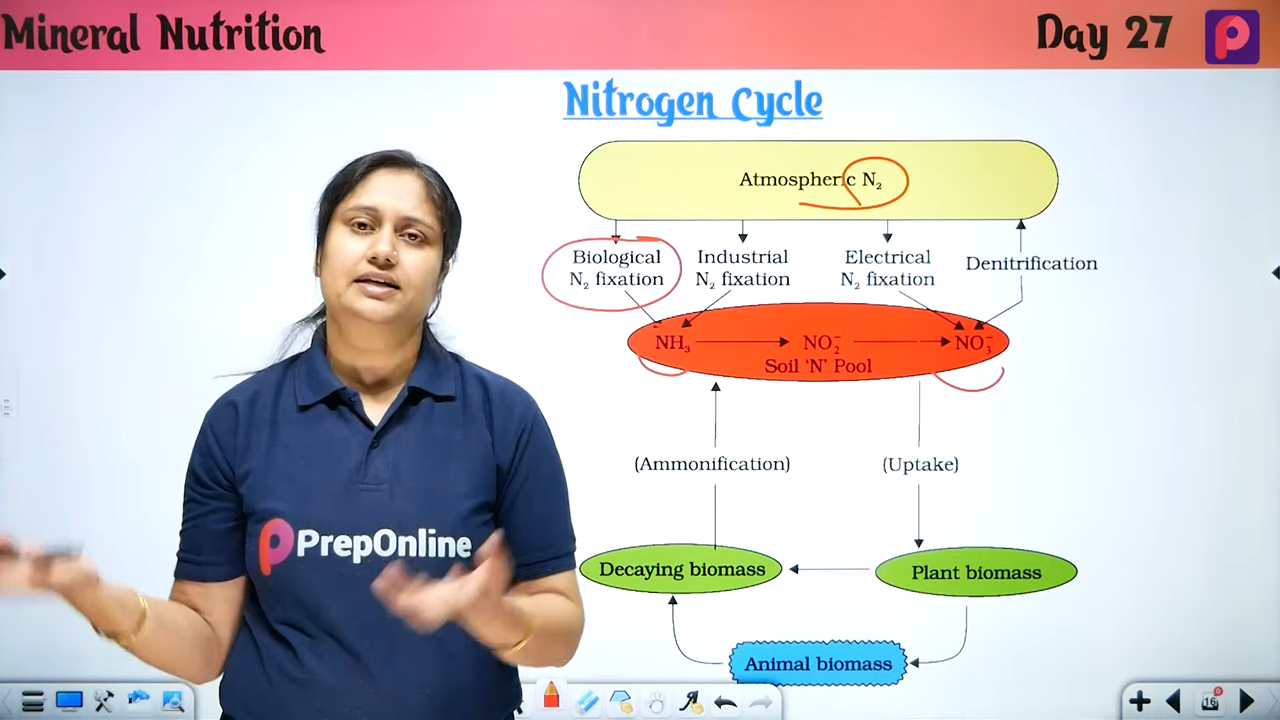 Mineral Nutrition
Day 27
Nitrogen Cycle
Atmospheric N₂
Biological
N₂ fixation
Industrial
N₂ fixation
Electrical
N₂ fixation
Denitrification
NH₃
NO₂⁻
NO₃⁻
Soil ‘N’ Pool
(Ammonification)
(Uptake)
PrepOnline
Decaying biomass
Plant biomass
Animal biomass
16